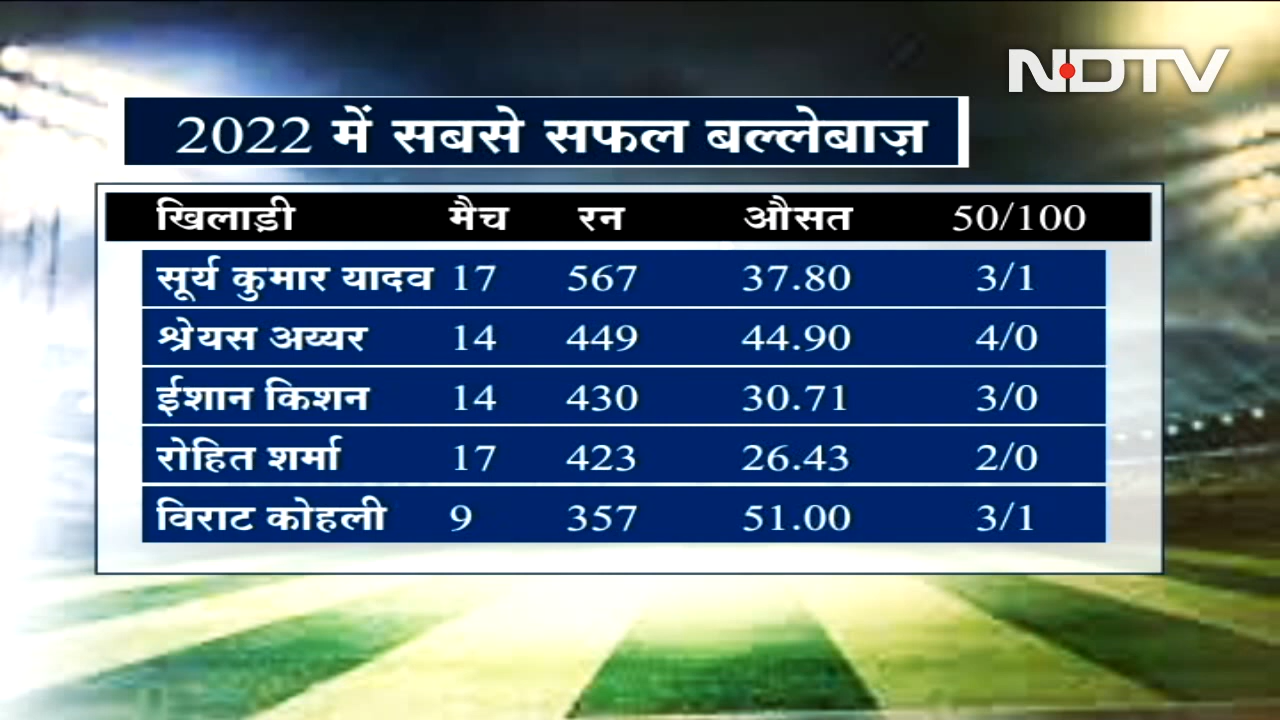 NDTV
2022 में सबसे सफल बल्लेबाज़
खिलाड़ी मैच रन औसत 50/100
सूर्य कुमार यादव 17 567 37.80 3/1
श्रेयस अय्यर 14 449 44.90 4/0
ईशान किशन 14 430 30.71 3/0
रोहित शर्मा 17 423 26.43 2/0
विराट कोहली 9 357 51.00 3/1